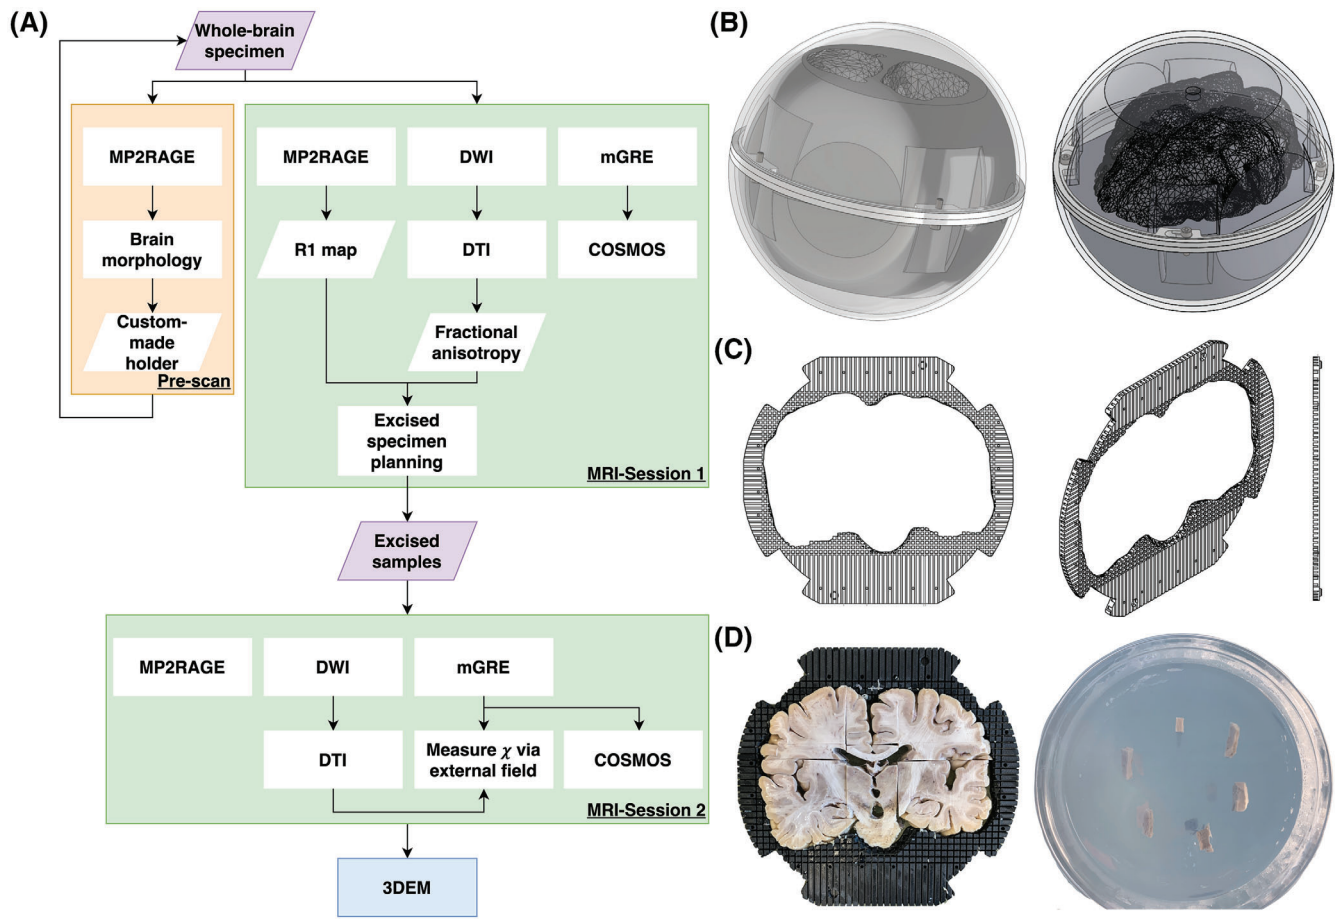 (A)
Whole-brain
specimen
MP2RAGE
Brain
morphology
Custom-
made
holder
Pre-scan
MP2RAGE
DWI
mGRE
R1 map
DTI
COSMOS
Fractional
anisotropy
Excised
specimen
planning
MRI-Session 1
Excised
samples
MP2RAGE
DWI
mGRE
DTI
Measure χ via
external field
COSMOS
MRI-Session 2
3DEM
(B)
(C)
(D)